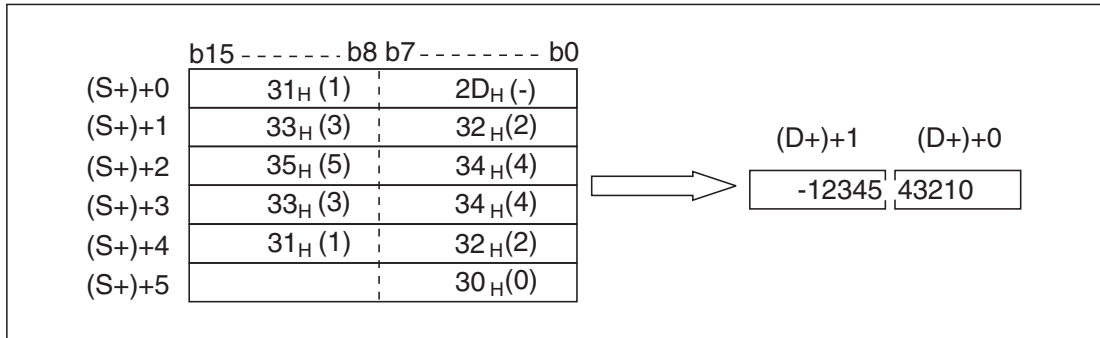 b15 - - - - - - - - b8 b7 - - - - - - - - b0
(S+)+0 31H (1) 2DH (-)
(S+)+1 33H (3) 32H (2)
(S+)+2 35H (5) 34H (4)
(S+)+3 33H (3) 34H (4)
(S+)+4 31H (1) 32H (2)
(S+)+5 30H (0)
(D+)+1 (D+)+0
-12345 43210